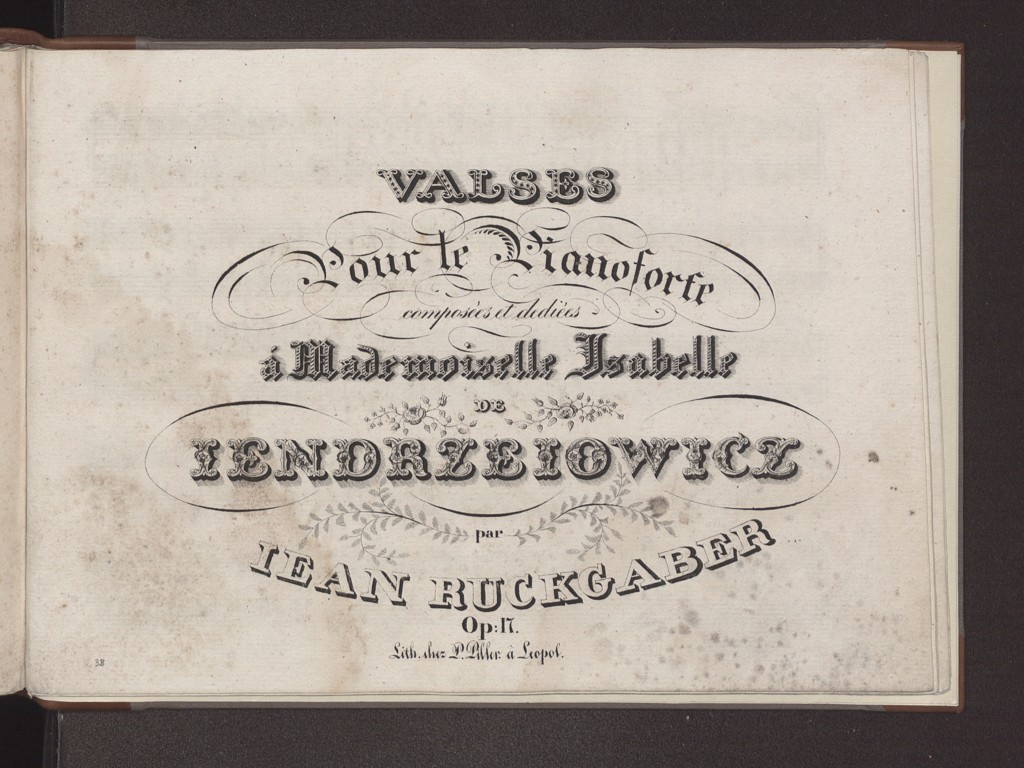 VALSES
Pour le Pianoforte
composées et dediées
á Mademoiselle Isabelle
DE
IENDRZEIOWICZ
par
IEAN RUCKGABER
Op: 17.
Lith. chez P. Piller á Leopol.
38